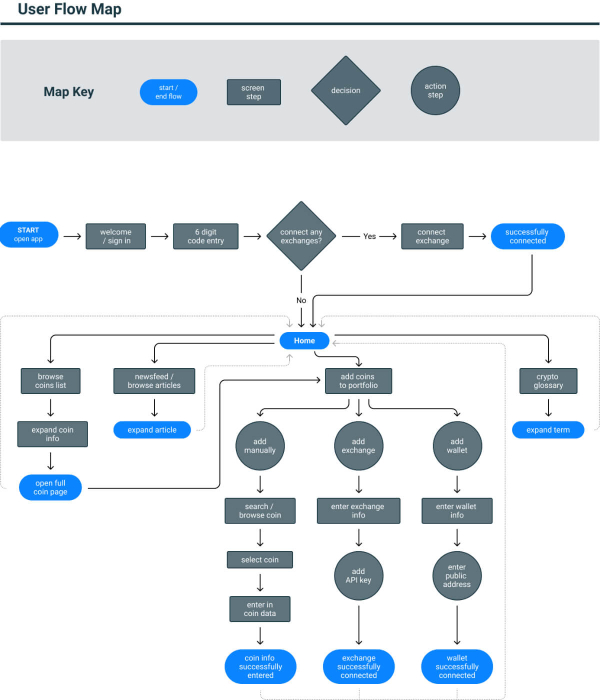 User Flow Map
Map Key
start /
end flow
screen
step
decision
action
step
START
open app
welcome
/ sign in
6 digit
code entry
connect any
exchanges?
Yes
connect
exchange
successfully
connected
No
Home
browse
coins list
newsfeed /
browse articles
add coins
to portfolio
crypto
glossary
expand coin
info
expand article
expand term
add
manually
add
exchange
add
wallet
open full
coin page
search /
browse coin
enter exchange
info
enter wallet
info
select coin
add
API key
enter
public
address
enter in
coin data
coin info
successfully
entered
exchange
successfully
connected
wallet
successfully
connected